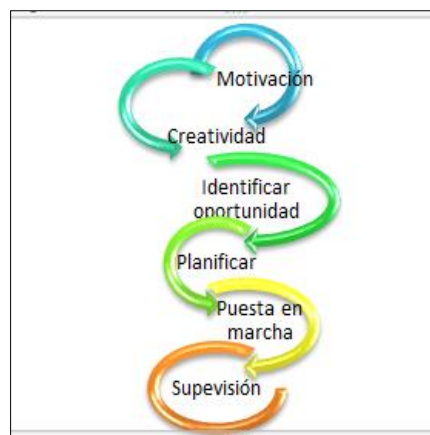 Motivación
Creatividad
Identificar
oportunidad
Planificar
Puesta en
marcha
Supevisión